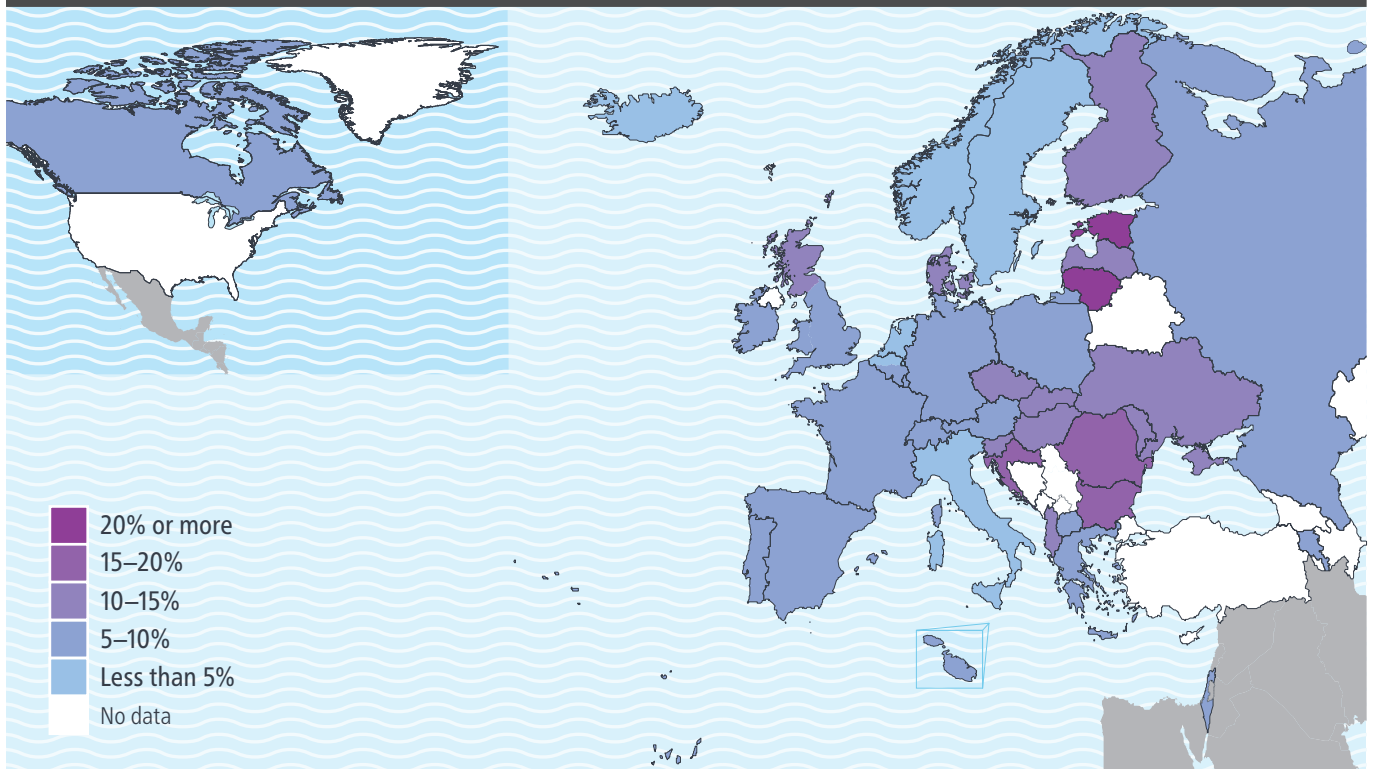 20% or more
15–20%
10–15%
5–10%
Less than 5%
No data